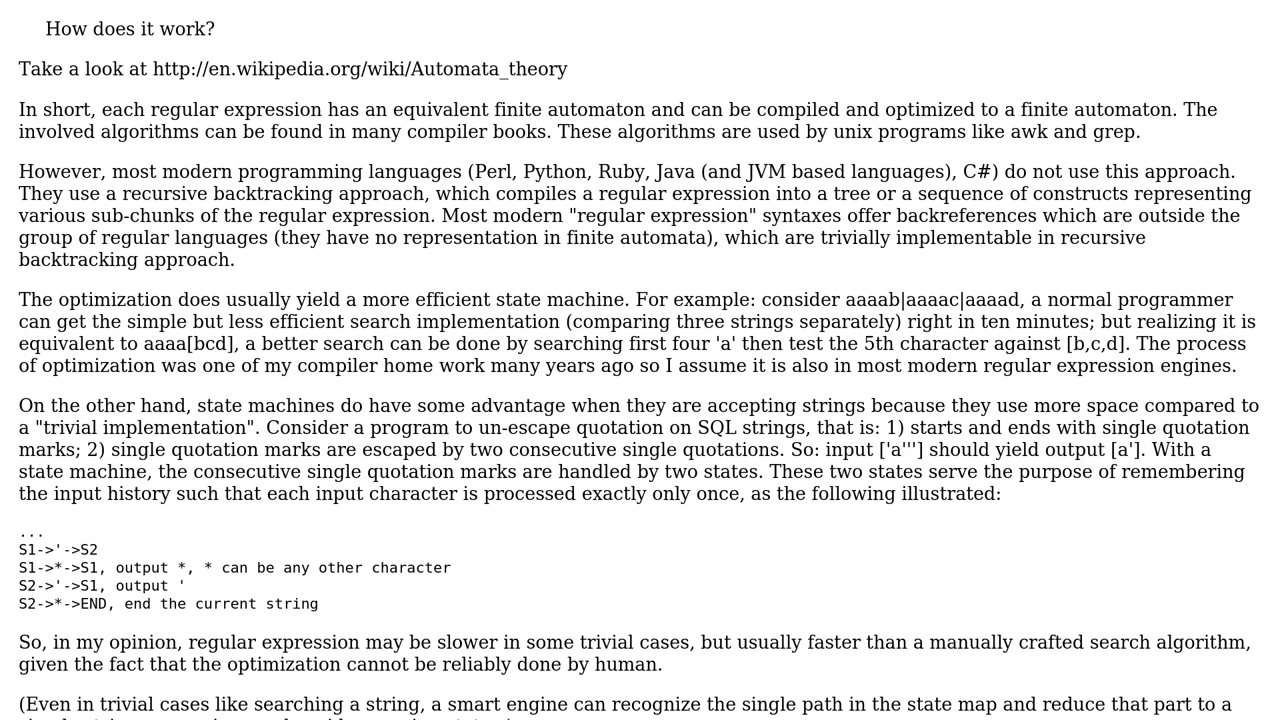 How does it work?
Take a look at http://en.wikipedia.org/wiki/Automata_theory
In short, each regular expression has an equivalent finite automaton and can be compiled and optimized to a finite automaton. The
involved algorithms can be found in many compiler books. These algorithms are used by unix programs like awk and grep.
However, most modern programming languages (Perl, Python, Ruby, Java (and JVM based languages), C#) do not use this approach.
They use a recursive backtracking approach, which compiles a regular expression into a tree or a sequence of constructs representing
various sub-chunks of the regular expression. Most modern "regular expression" syntaxes offer backreferences which are outside the
group of regular languages (they have no representation in finite automata), which are trivially implementable in recursive
backtracking approach.
The optimization does usually yield a more efficient state machine. For example: consider aaaab|aaaac|aaaad, a normal programmer
can get the simple but less efficient search implementation (comparing three strings separately) right in ten minutes; but realizing it is
equivalent to aaaa[bcd], a better search can be done by searching first four 'a' then test the 5th character against [b,c,d]. The process
of optimization was one of my compiler home work many years ago so I assume it is also in most modern regular expression engines.
On the other hand, state machines do have some advantage when they are accepting strings because they use more space compared to
a "trivial implementation". Consider a program to un-escape quotation on SQL strings, that is: 1) starts and ends with single quotation
marks; 2) single quotation marks are escaped by two consecutive single quotations. So: input ['a'''] should yield output [a']. With a
state machine, the consecutive single quotation marks are handled by two states. These two states serve the purpose of remembering
the input history such that each input character is processed exactly only once, as the following illustrated:
...
S1->'->S2
S1->*->S1, output *, * can be any other character
S2->'->S1, output '
S2->*->END, end the current string
So, in my opinion, regular expression may be slower in some trivial cases, but usually faster than a manually crafted search algorithm,
given the fact that the optimization cannot be reliably done by human.
(Even in trivial cases like searching a string, a smart engine can recognize the single path in the state map and reduce that part to a